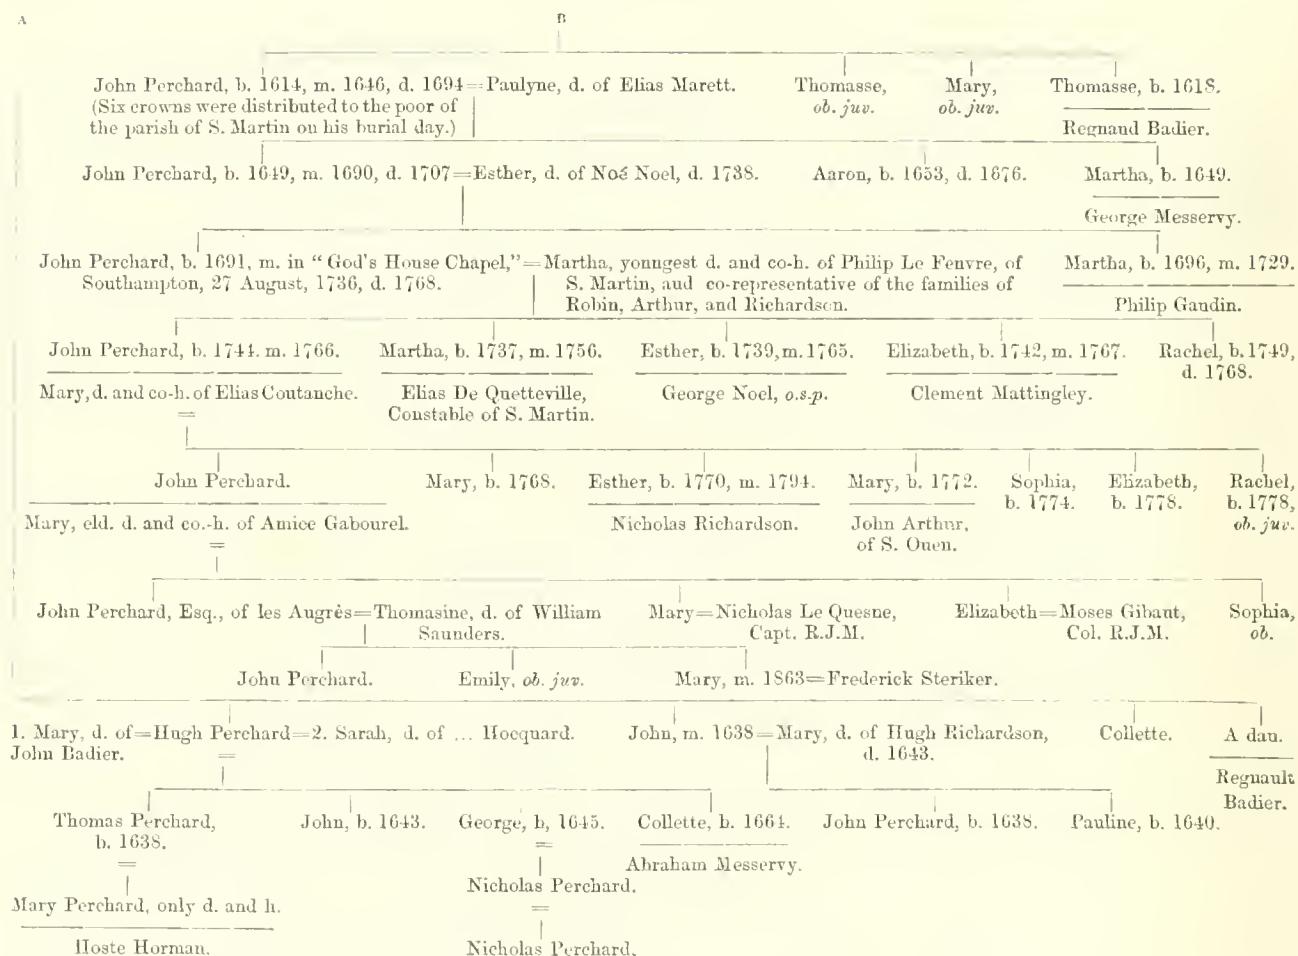 A
B
John Perchard, b. 1614, m. 1646, d. 1694=Paulyne, d. of Elias Marett. Thomasse, Mary, Thomasse, b. 1618.
(Six crowns were distributed to the poor of ob. juv. ob. juv.
the parish of S. Martin on his burial day.) Regnaud Badier.
John Perchard, b. 1649, m. 1690, d. 1707=Esther, d. of Noé Noel, d. 1738. Aaron, b. 1653, d. 1676. Martha, b. 1649.
George Messervy.
John Perchard, b. 1691, m. in “God's House Chapel,”=Martha, youngest d. and co-h. of Philip Le Feuvre, of Martha, b. 1696, m. 1729.
Southampton, 27 August, 1736, d. 1768. S. Martin, aud co-representative of the families of
Robin, Arthur, and Richardson. Philip Gaudin.
John Perchard, b. 1744. m. 1766. Martha, b. 1737, m. 1756. Esther, b. 1739, m. 1765. Elizabeth, b. 1742, m. 1767. Rachel, b. 1749,
d. 1768.
Mary, d. and co-h. of Elias Coutanche. Elias De Quetteville, George Noel, o.s.p. Clement Mattingley.
= Constable of S. Martin.
John Perchard. Mary, b. 1768. Esther, b. 1770, m. 1794. Mary, b. 1772. Sophia, Elizabeth, Rachel,
b. 1774. b. 1778. b. 1778,
Mary, eld. d. and co.-h. of Amice Gabourel. Nicholas Richardson. John Arthur, ob. juv.
= of S. Ouen.
John Perchard, Esq., of les Augrès=Thomasine, d. of William Mary=Nicholas Le Quesne, Elizabeth=Moses Gibaut, Sophia,
Saunders. Capt. R.J.M. Col. R.J.M. ob.
John Perchard. Emily, ob. juv. Mary, m. 1863=Frederick Steriker.
1. Mary, d. of=Hugh Perchard=2. Sarah, d. of ... Hocquard. John, m. 1638=Mary, d. of Hugh Richardson, Collette. A dau.
John Badier. = d. 1643.
Regnault
Badier.
Thomas Perchard, John, b. 1643. George, b, 1645. Collette, b. 1664. John Perchard, b. 1638. Pauline, b. 1640.
b. 1638. =
= Abraham Messervy.
Nicholas Perchard.
Mary Perchard, only d. and h. =
Hoste Horman. Nicholas Perchard.